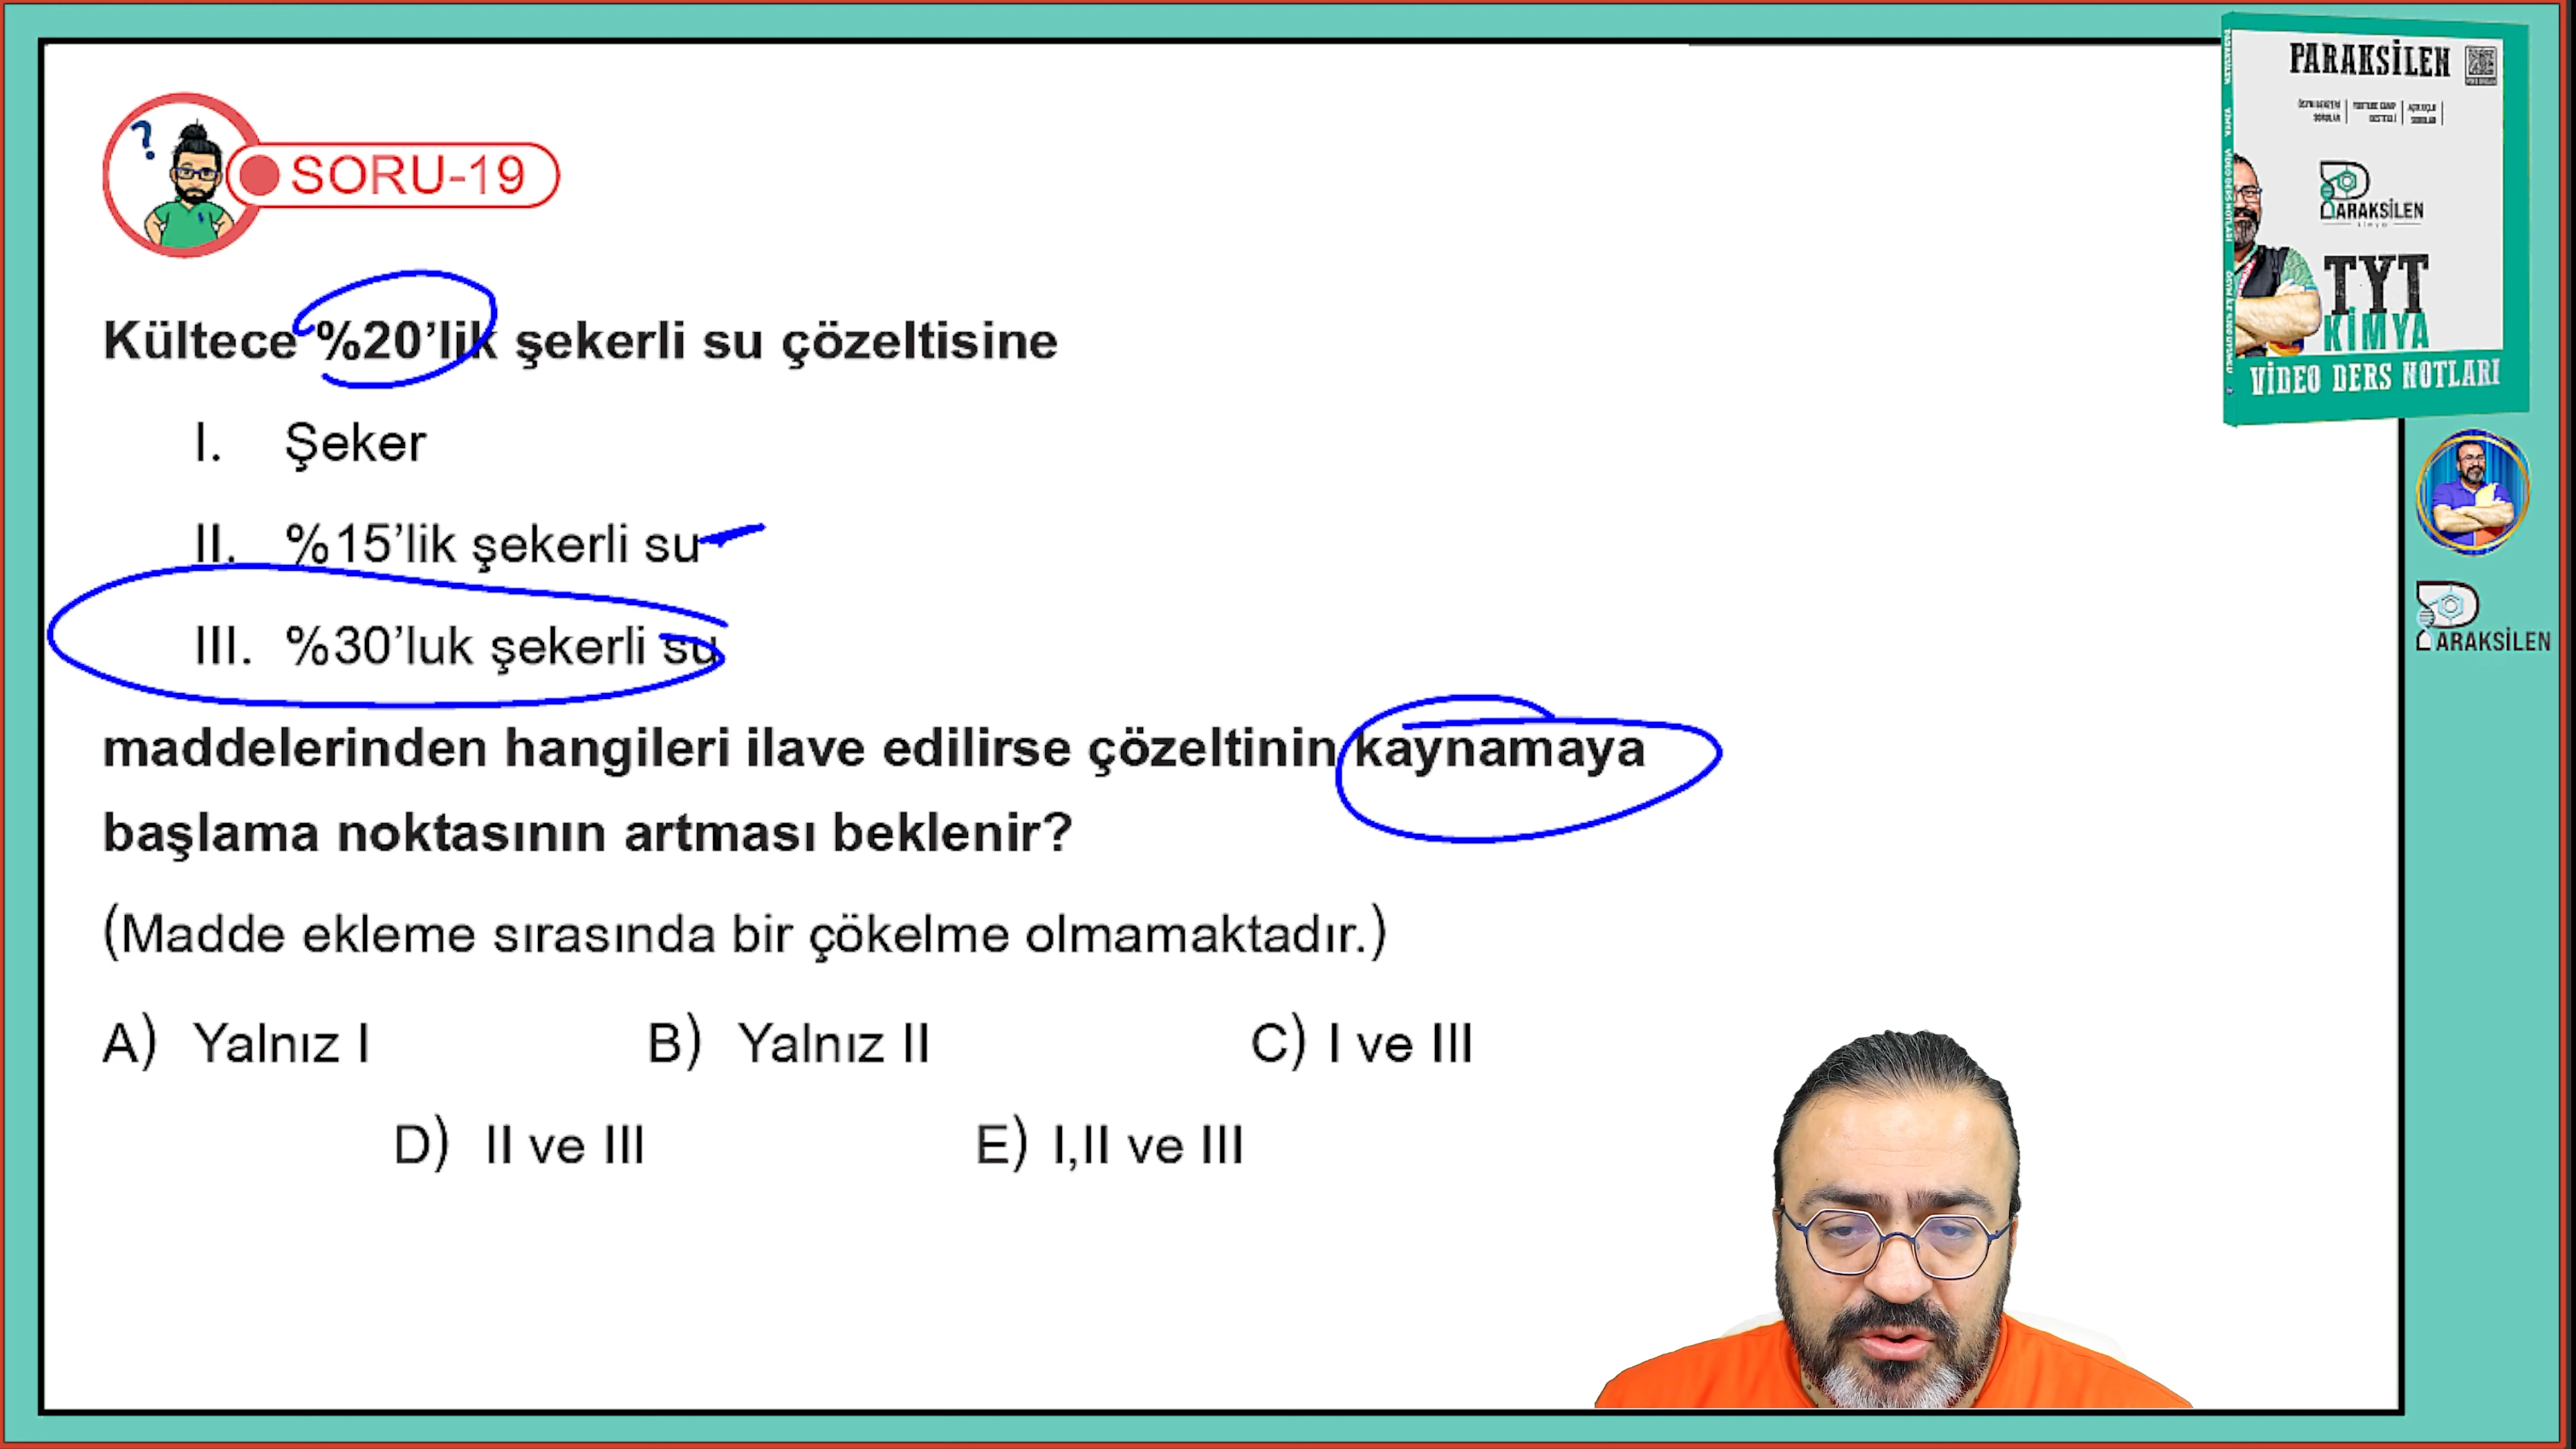 PARAKSİLEN
ARAKSİLEN
TYT
KİMYA
VİDEO DERS NOTLARI
?
SORU-19
Kültece %20’lik şekerli su çözeltisine
I. Şeker
II. %15’lik şekerli su
III. %30’luk şekerli su
maddelerinden hangileri ilave edilirse çözeltinin kaynamaya
başlama noktasının artması beklenir?
(Madde ekleme sırasında bir çökelme olmamaktadır.)
A) Yalnız I B) Yalnız II C) I ve III
D) II ve III E) I,II ve III
ARAKSİLEN